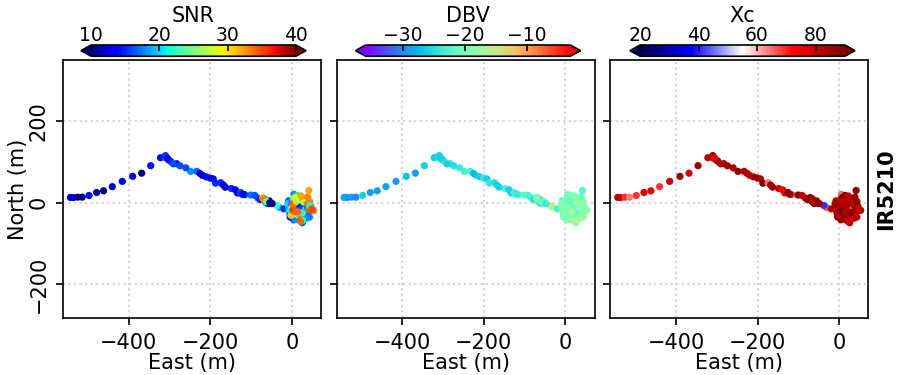 SNR DBV Xc
10 20 30 40 −30 −20 −10 20 40 60 80
200
0
−200
North (m)
IR5210
−400 −200 0 −400 −200 0 −400 −200 0
East (m) East (m) East (m)